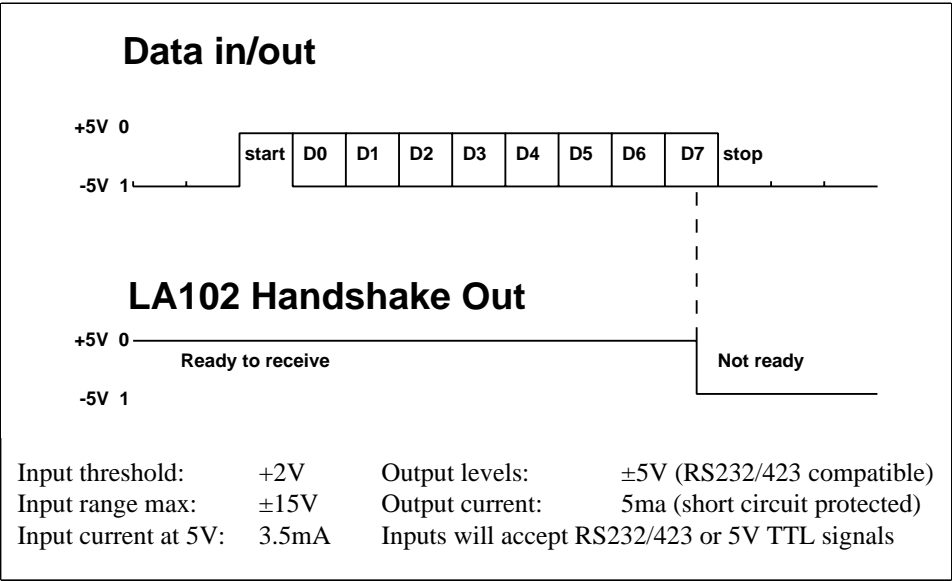 Data in/out
+5V 0
start D0 D1 D2 D3 D4 D5 D6 D7 stop
-5V 1
LA102 Handshake Out
+5V 0
Ready to receive Not ready
-5V 1
Input threshold: +2V Output levels: ±5V (RS232/423 compatible)
Input range max: ±15V Output current: 5ma (short circuit protected)
Input current at 5V: 3.5mA Inputs will accept RS232/423 or 5V TTL signals